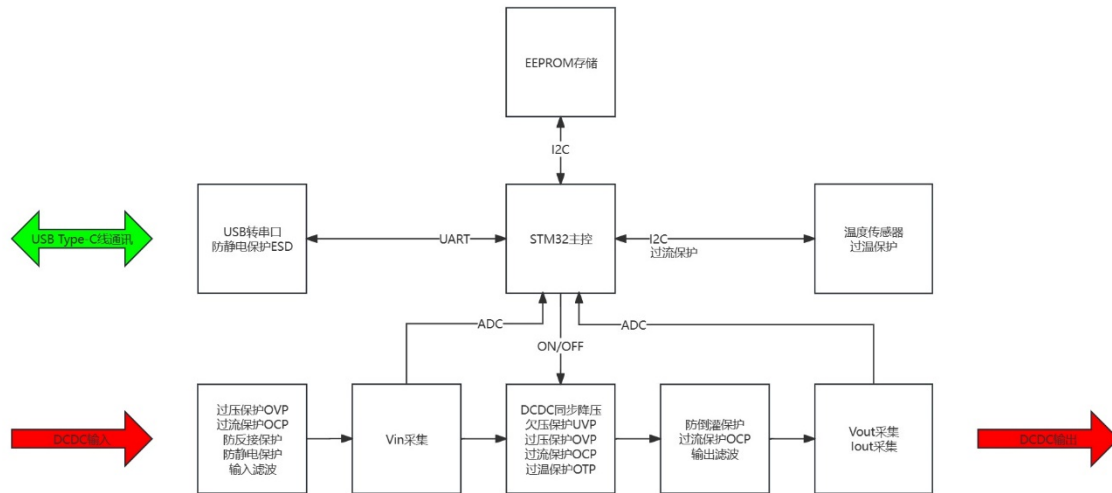 EEPROM存储
I2C
USB Type-C线通讯
USB转串口
防静电保护ESD
UART
STM32主控
I2C
过流保护
温度传感器
过温保护
ADC
ADC
ON/OFF
DCDC输入
过压保护OVP
过流保护OCP
防反接保护
防静电保护
输入滤波
Vin采集
DCDC同步降压
欠压保护UVP
过压保护OVP
过流保护OCP
过温保护OTP
防倒灌保护
过流保护OCP
输出滤波
Vout采集
Iout采集
DCDC输出